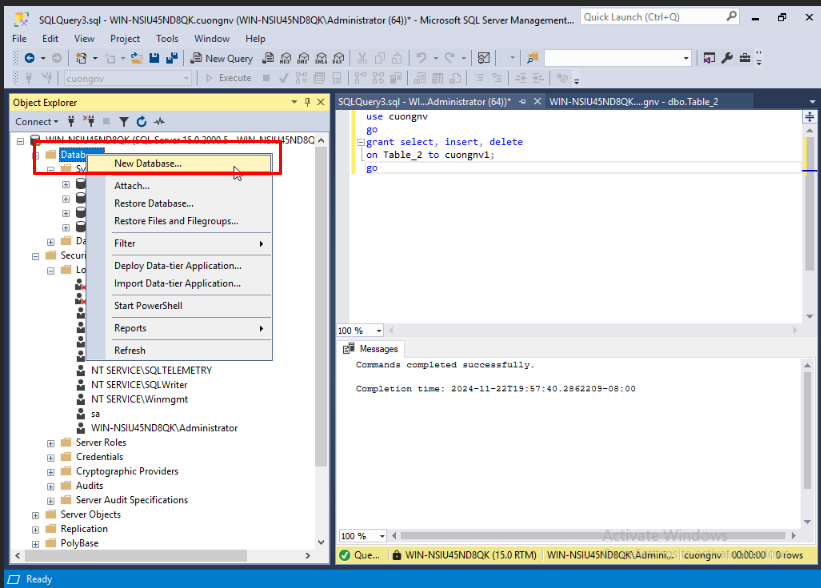 SQLQuery3.sql - WIN-NSIU45ND8QK.cuongnv (WIN-NSIU45ND8QK\Administrator (64))* - Microsoft SQL Server Management...
Quick Launch (Ctrl+Q)
File Edit View Project Tools Window Help
New Query
MDX DMX XMLA DAX
cuongnv Execute
Object Explorer
Connect
WIN-NSIU45ND8QK (SQL Server 15.0.2000.5 - WIN-NSIU45ND8Q
Datab
New Database...
Sy
Attach...
Restore Database...
Restore Files and Filegroups...
Da
Filter
Securi
Lo
Deploy Data-tier Application...
Import Data-tier Application...
Start PowerShell
Reports
Refresh
NT SERVICE\SQLTELEMETRY
NT SERVICE\SQLWriter
NT SERVICE\Winmgmt
sa
WIN-NSIU45ND8QK\Administrator
Server Roles
Credentials
Cryptographic Providers
Audits
Server Audit Specifications
Server Objects
Replication
PolyBase
SQLQuery3.sql - WI...Administrator (64))*
WIN-NSIU45ND8QK....gnv - dbo.Table_2
use cuongnv
go
grant select, insert, delete
on Table_2 to cuongnv1;
go
100 %
Messages
Commands completed successfully.
Completion time: 2024-11-22T19:57:40.2862209-08:00
100 %
Activate Windows
Que... WIN-NSIU45ND8QK (15.0 RTM) WIN-NSIU45ND8QK\Admini... cuongnv 00:00:00 0 rows
Ready